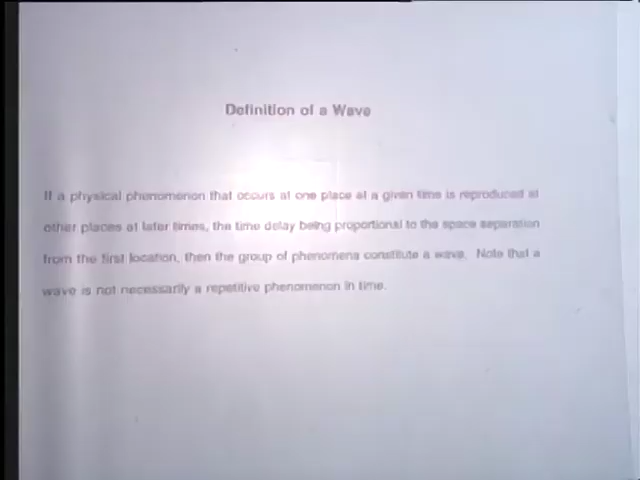 Definition of a Wave
If a physical phenomenon that occurs at one place at a given time is reproduced at
other places at later times, the time delay being proportional to the space separation
from the first location, then the group of phenomena constitute a wave. Note that a
wave is not necessarily a repetitive phenomenon in time.